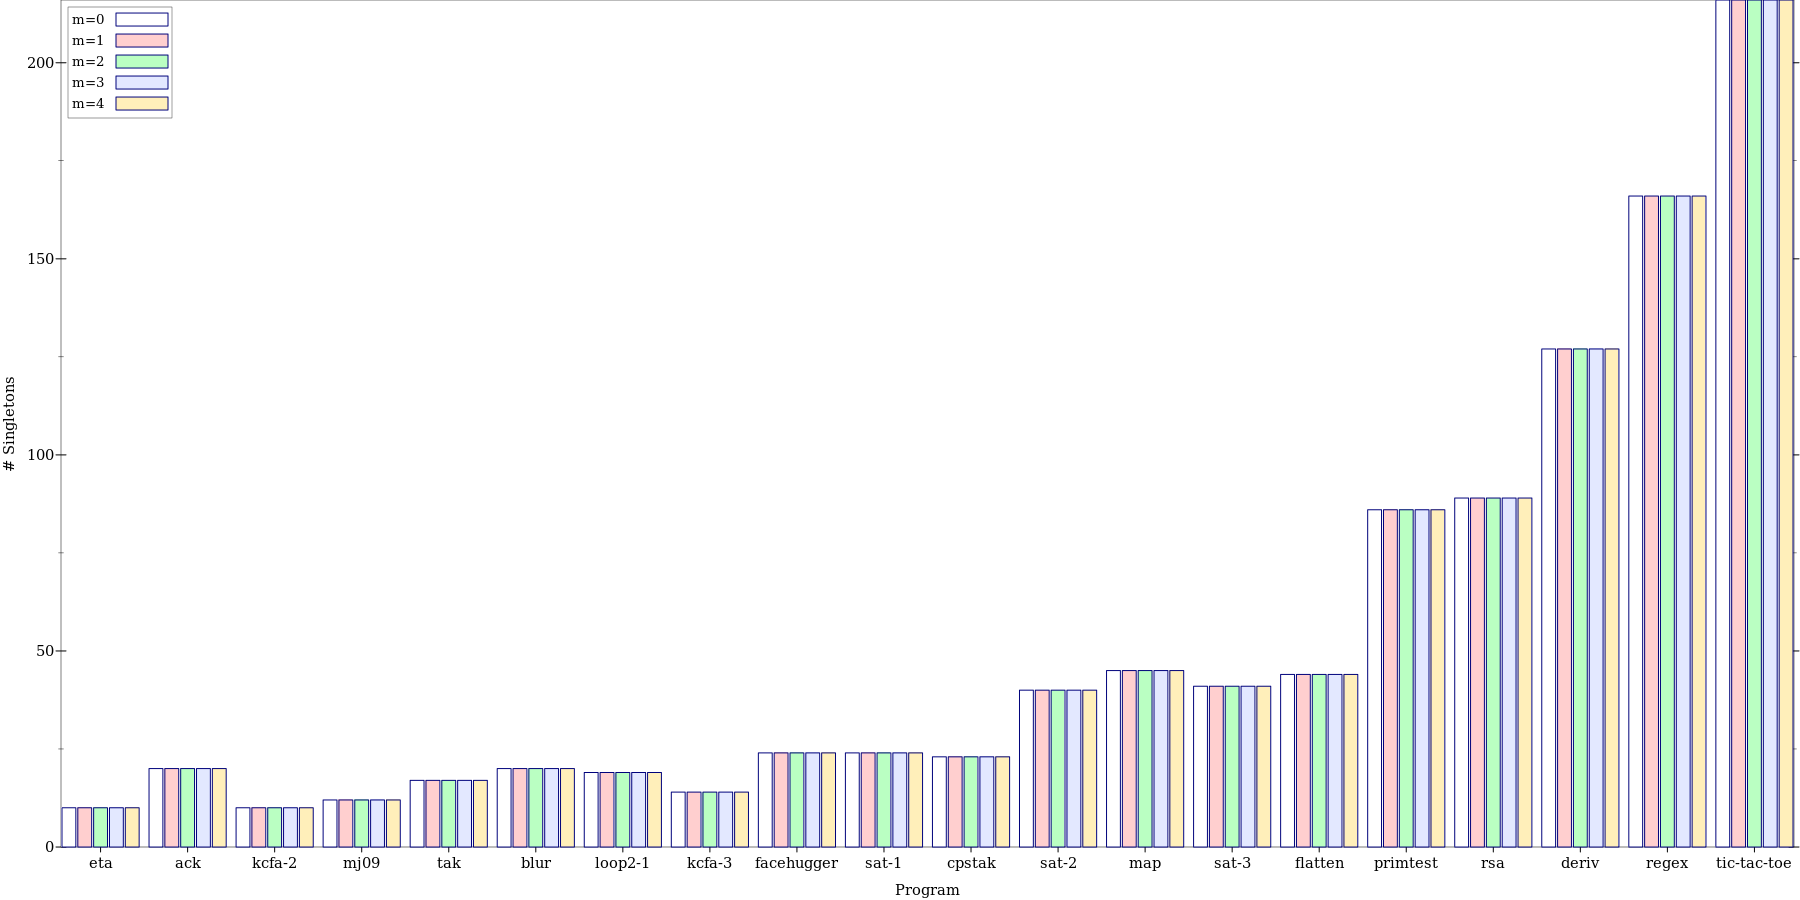 m=0
m=1
m=2
m=3
m=4
200
150
100
50
0
# Singletons
eta ack kcfa-2 mj09 tak blur loop2-1 kcfa-3 facehugger sat-1 cpstak sat-2 map sat-3 flatten primtest rsa deriv regex tic-tac-toe
Program